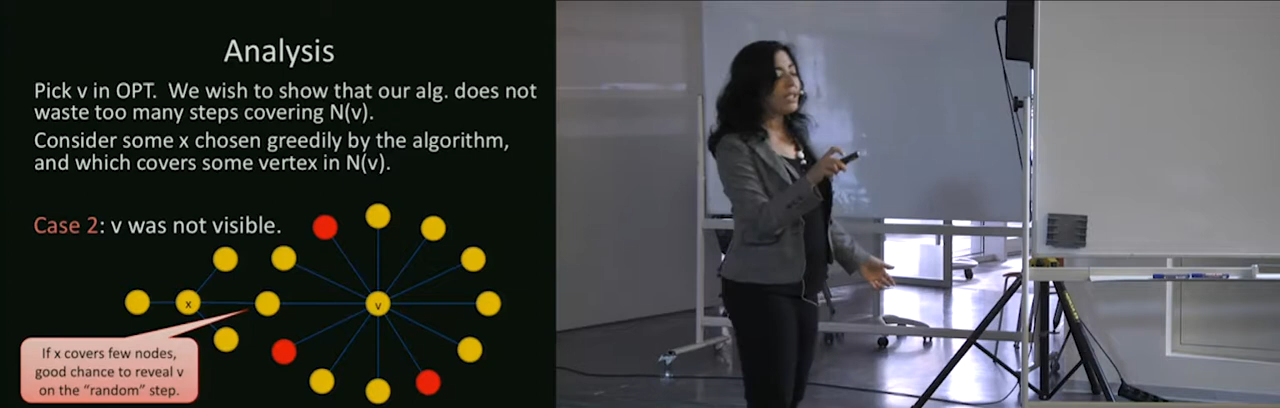 Analysis
Pick v in OPT. We wish to show that our alg. does not
waste too many steps covering N(v).
Consider some x chosen greedily by the algorithm,
and which covers some vertex in N(v).
Case 2: v was not visible.
x
v
If x covers few nodes,
good chance to reveal v
on the “random” step.